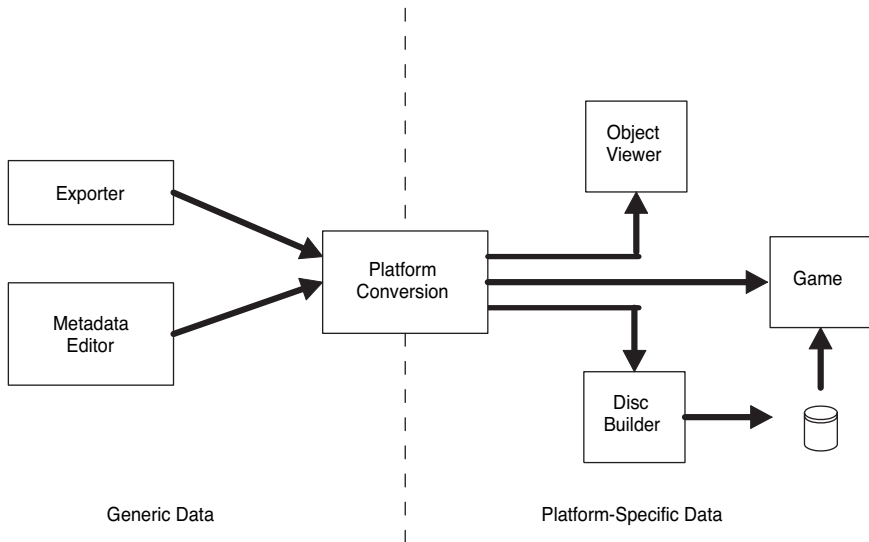 Object
Viewer
Exporter
Platform
Conversion
Game
Metadata
Editor
Disc
Builder
Generic Data
Platform-Specific Data